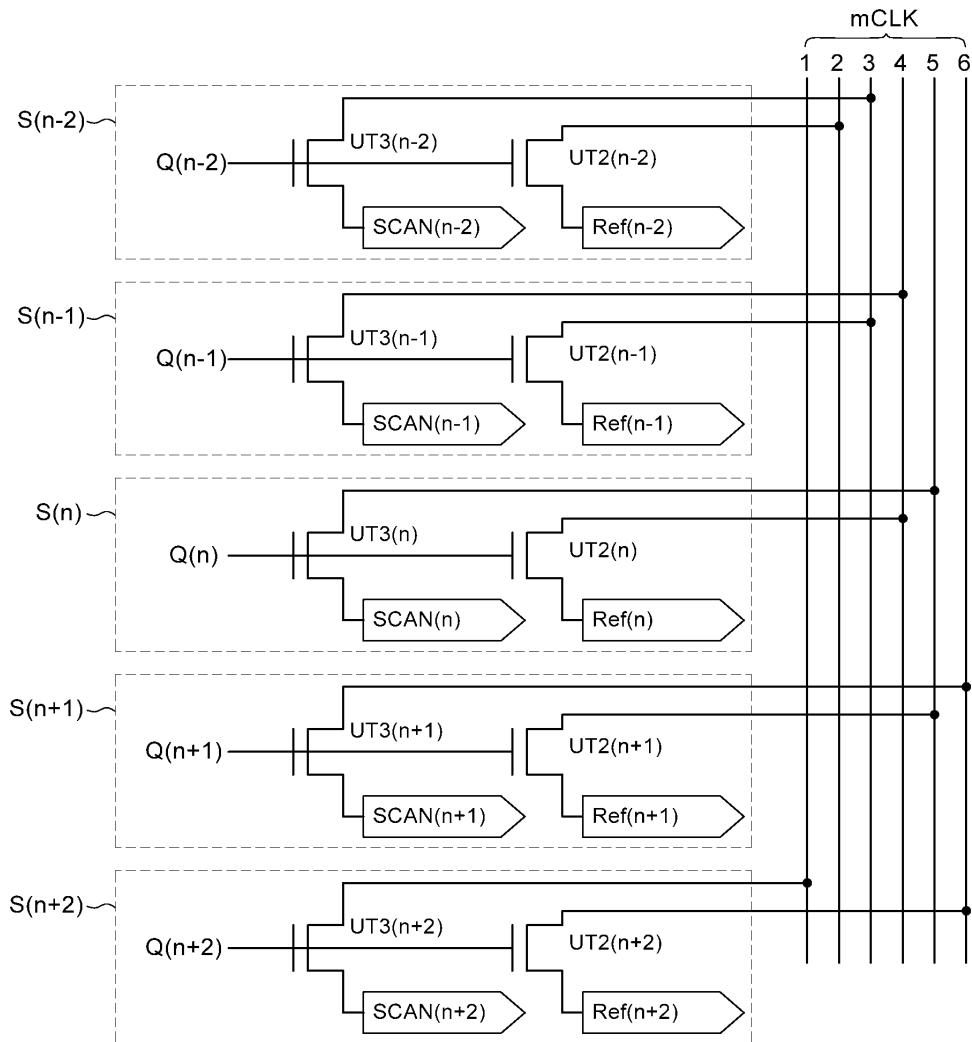 mCLK
1 2 3 4 5 6
S(n-2)
UT3(n-2)
UT2(n-2)
Q(n-2)
SCAN(n-2)
Ref(n-2)
S(n-1)
UT3(n-1)
UT2(n-1)
Q(n-1)
SCAN(n-1)
Ref(n-1)
S(n)
UT3(n)
UT2(n)
Q(n)
SCAN(n)
Ref(n)
S(n+1)
UT3(n+1)
UT2(n+1)
Q(n+1)
SCAN(n+1)
Ref(n+1)
S(n+2)
UT3(n+2)
UT2(n+2)
Q(n+2)
SCAN(n+2)
Ref(n+2)